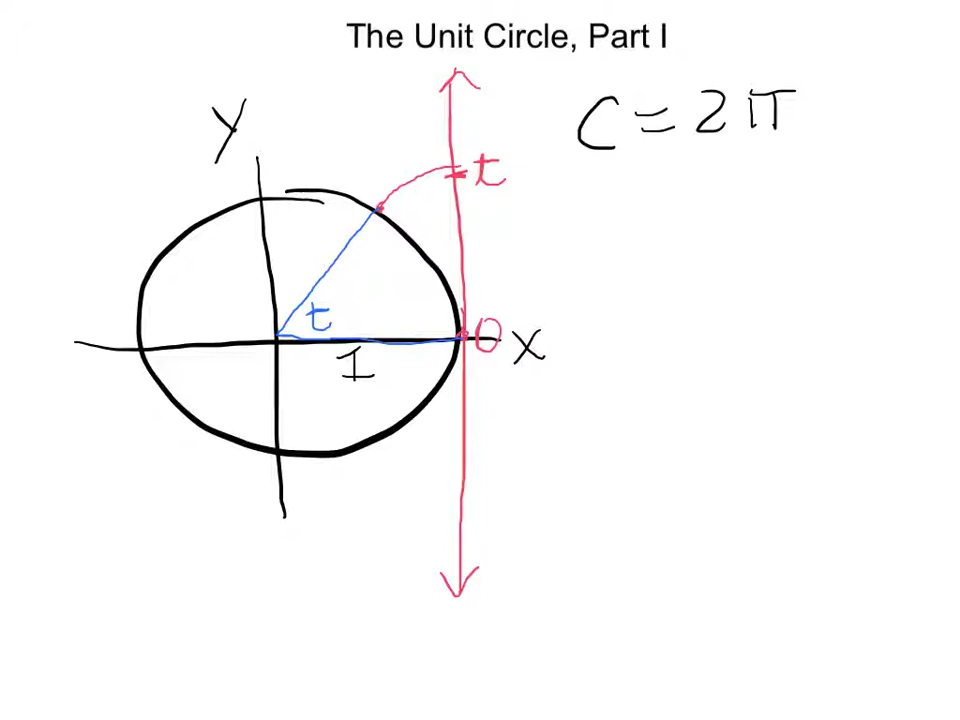 The Unit Circle, Part I
C = 2π
y
t
t
0
x
1